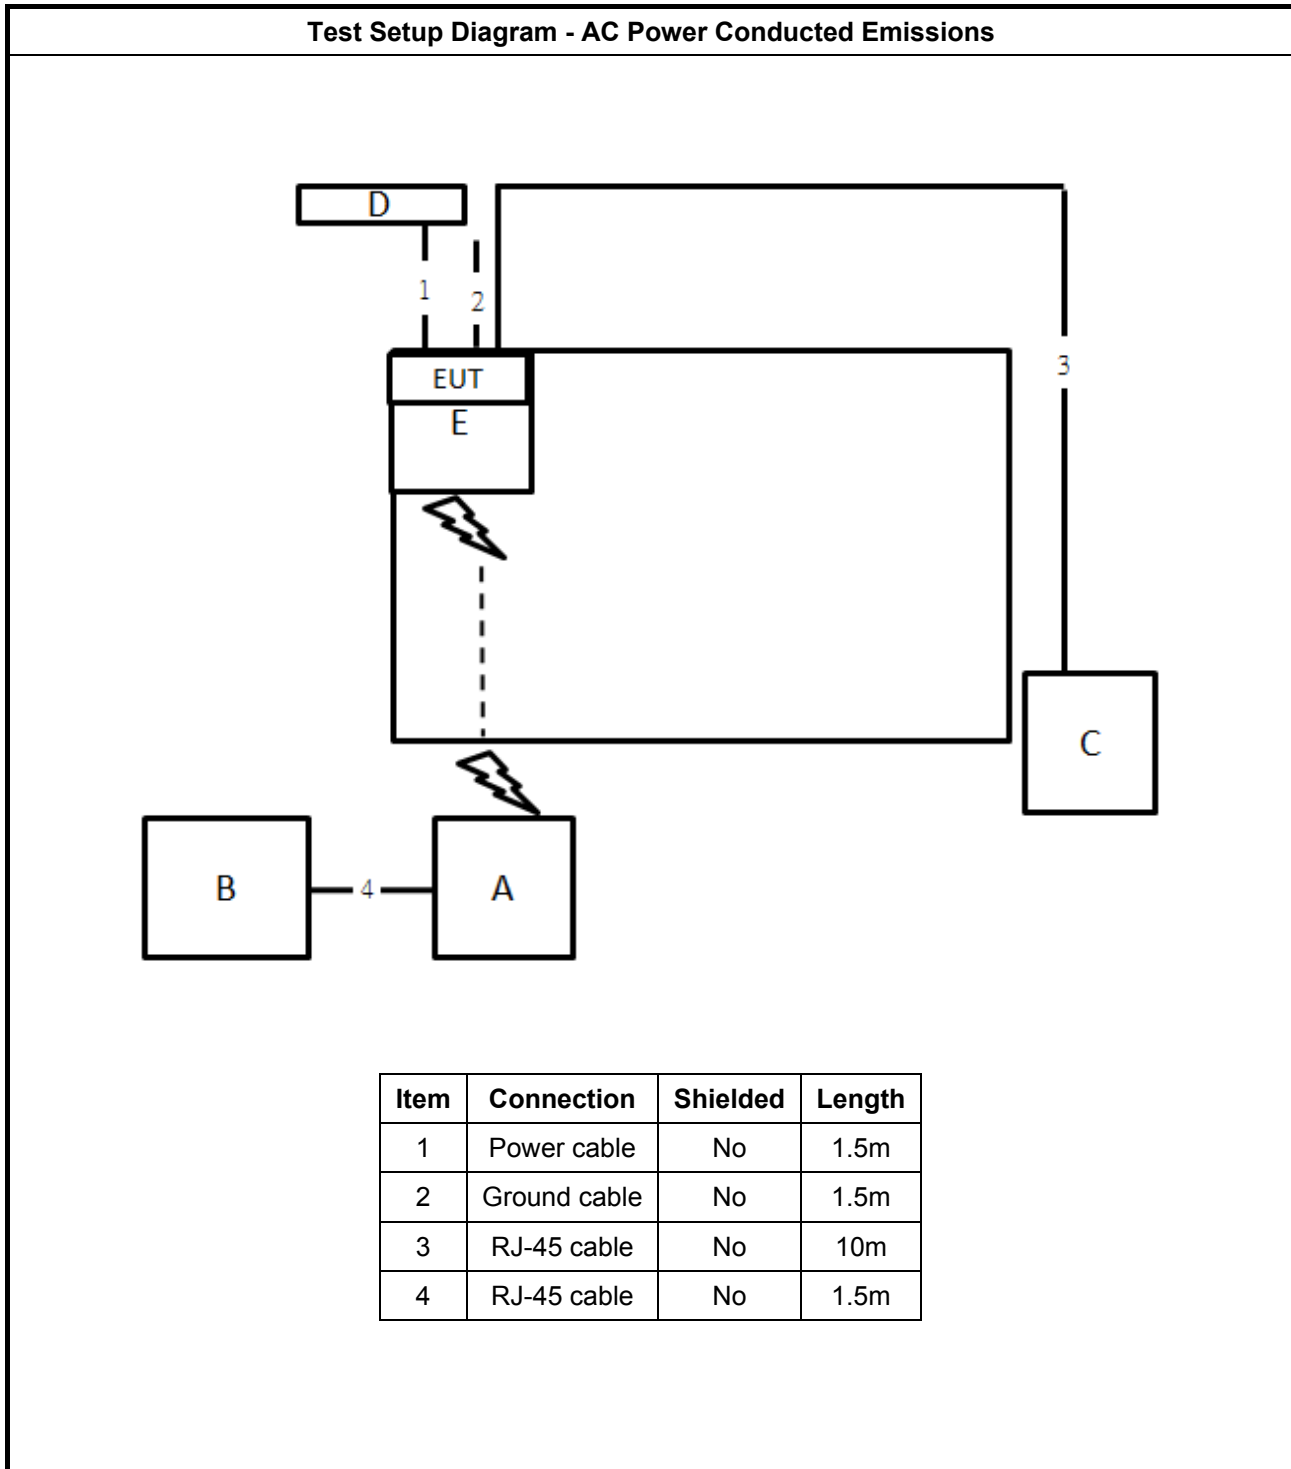 Test Setup Diagram - AC Power Conducted Emissions
D
1
2
3
EUT
E
C
B
4
A
Item Connection Shielded Length
1 Power cable No 1.5m
2 Ground cable No 1.5m
3 RJ-45 cable No 10m
4 RJ-45 cable No 1.5m